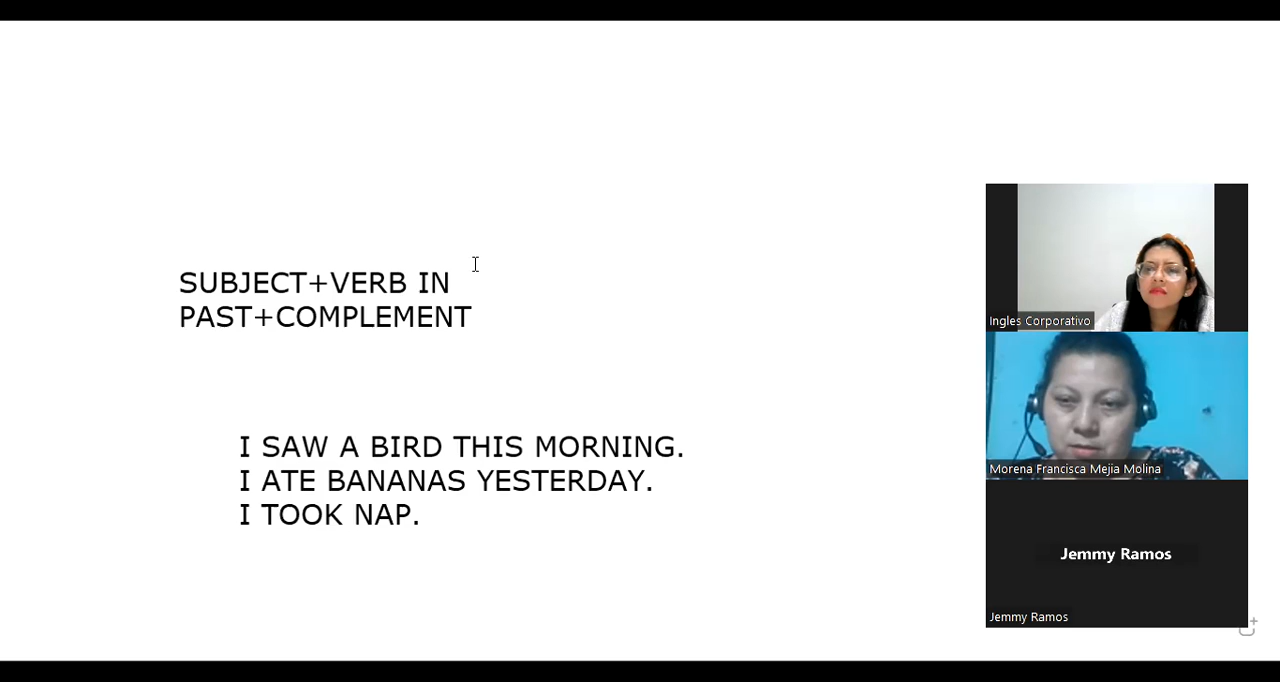 SUBJECT+VERB IN
PAST+COMPLEMENT
I SAW A BIRD THIS MORNING.
I ATE BANANAS YESTERDAY.
I TOOK NAP.
Ingles Corporativo
Morena Francisca Mejia Molina
Jemmy Ramos
Jemmy Ramos